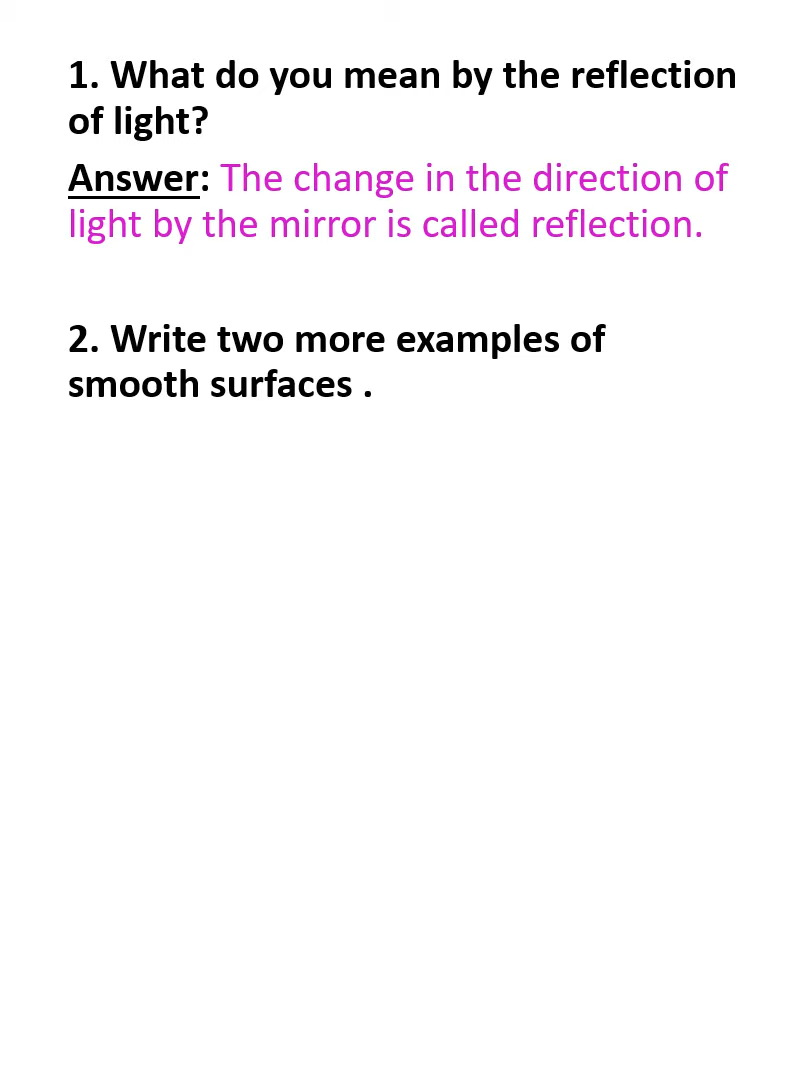 1. What do you mean by the reflection
of light?
Answer: The change in the direction of
light by the mirror is called reflection.
2. Write two more examples of
smooth surfaces .